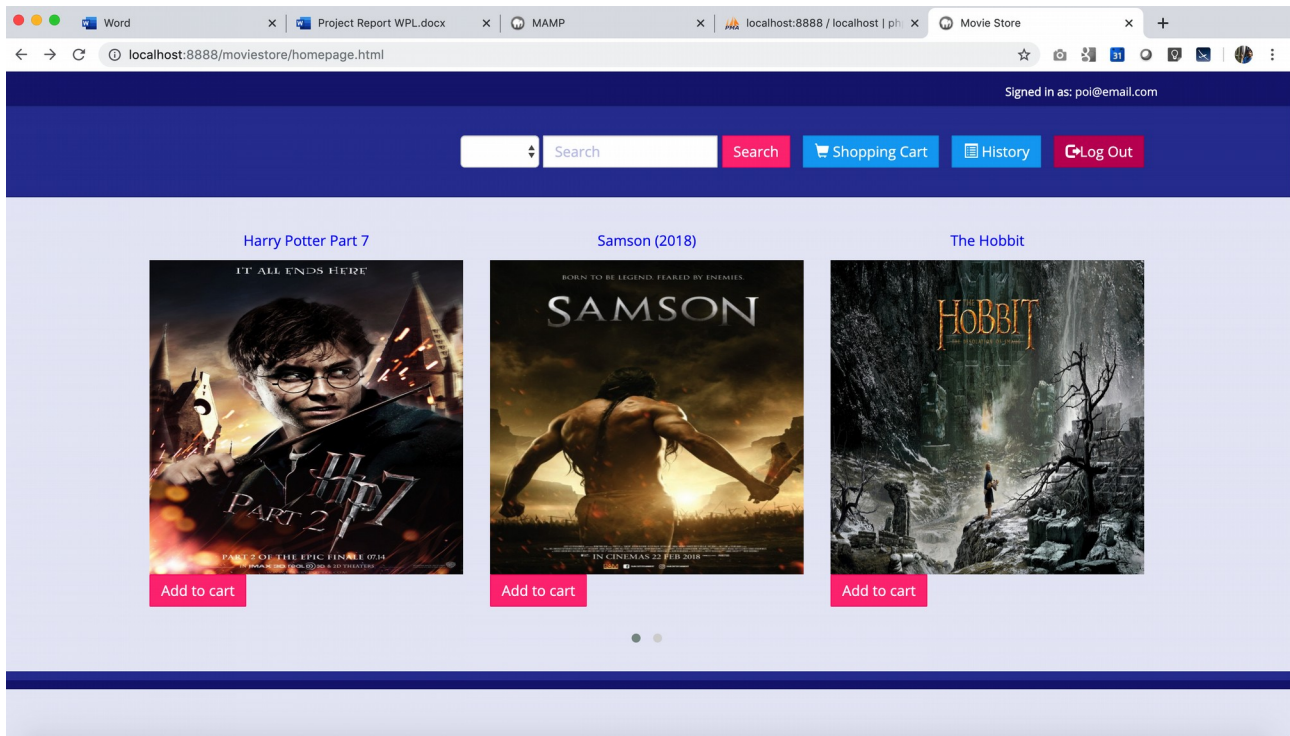 Word
Project Report WPL.docx
MAMP
localhost:8888 / localhost | ph
Movie Store
localhost:8888/moviestore/homepage.html
31
Signed in as: poi@email.com
Search
Search
Shopping Cart
History
Log Out
Harry Potter Part 7
Samson (2018)
The Hobbit
IT ALL ENDS HERE
HP7
PART 2
PART 2 OF THE EPIC FINALE 07.14
BORN TO BE LEGEND. FEARED BY ENEMIES.
SAMSON
IN CINEMAS 22 FEB 2018
THE
HOBBIT
Add to cart
Add to cart
Add to cart